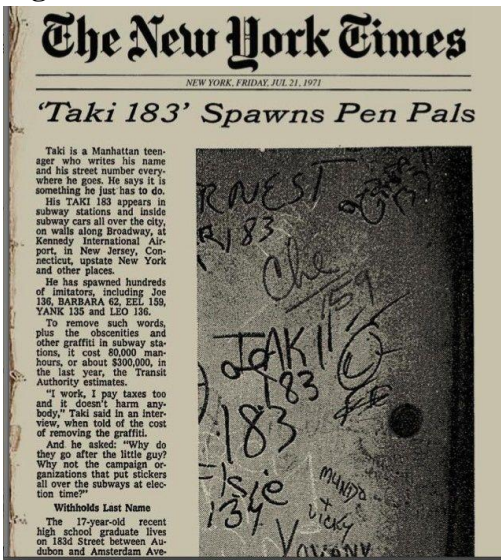 The New York Times
NEW YORK, FRIDAY, JUL 21, 1971
'Taki 183' Spawns Pen Pals
Taki is a Manhattan teen-
ager who writes his name
and his street number every-
where he goes. He says it is
something he just has to do.
His TAKI 183 appears in
subway stations and inside
subway cars all over the city,
on walls along Broadway, at
Kennedy International Air-
port, in New Jersey, Con-
necticut, upstate New York
and other places.
He has spawned hundreds
of imitators, including Joe
136, BARBARA 62, EEL 159,
YANK 135 and LEO 136.
To remove such words,
plus the obscenities and
other graffiti in subway sta-
tions, it cost 80,000 man-
hours, or about $300,000, in
the last year, the Transit
Authority estimates.
"I work, I pay taxes too
and it doesn't harm any-
body," Taki said in an inter-
view, when told of the cost
of removing the graffiti.
And he asked: "Why do
they go after the little guy?
Why not the campaign or-
ganizations that put stickers
all over the subways at elec-
tion time?"
Withholds Last Name
The 17-year-old recent
high school graduate lives
on 183d Street between Au-
dubon and Amsterdam Ave-
RNEST
183
Che
159
TAKI
183
183
Elsie
134
MUNDO
+
VICKY